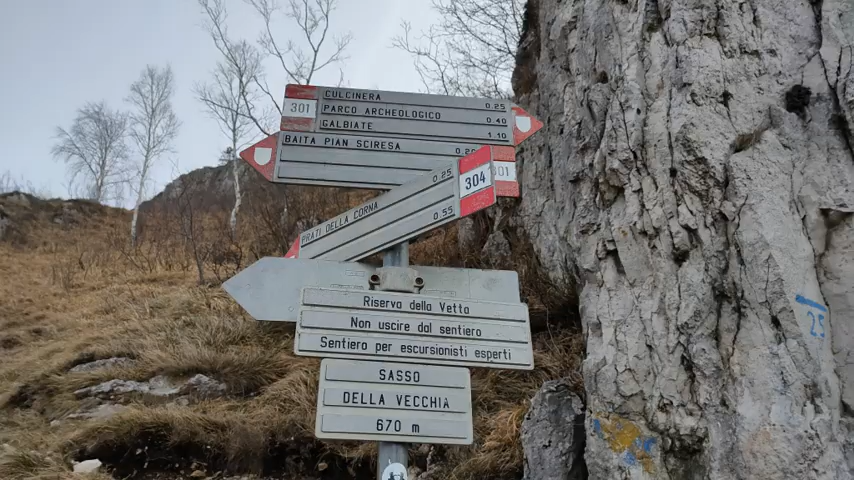 301
CULCINERA 0.25
PARCO ARCHEOLOGICO 0.40
GALBIATE 1.10
BAITA PIAN SCIRESA 0.20
301
304
0.25
PRATI DELLA CORNA
0.55
Riserva della Vetta
Non uscire dal sentiero
Sentiero per escursionisti esperti
SASSO
DELLA VECCHIA
670 m
25